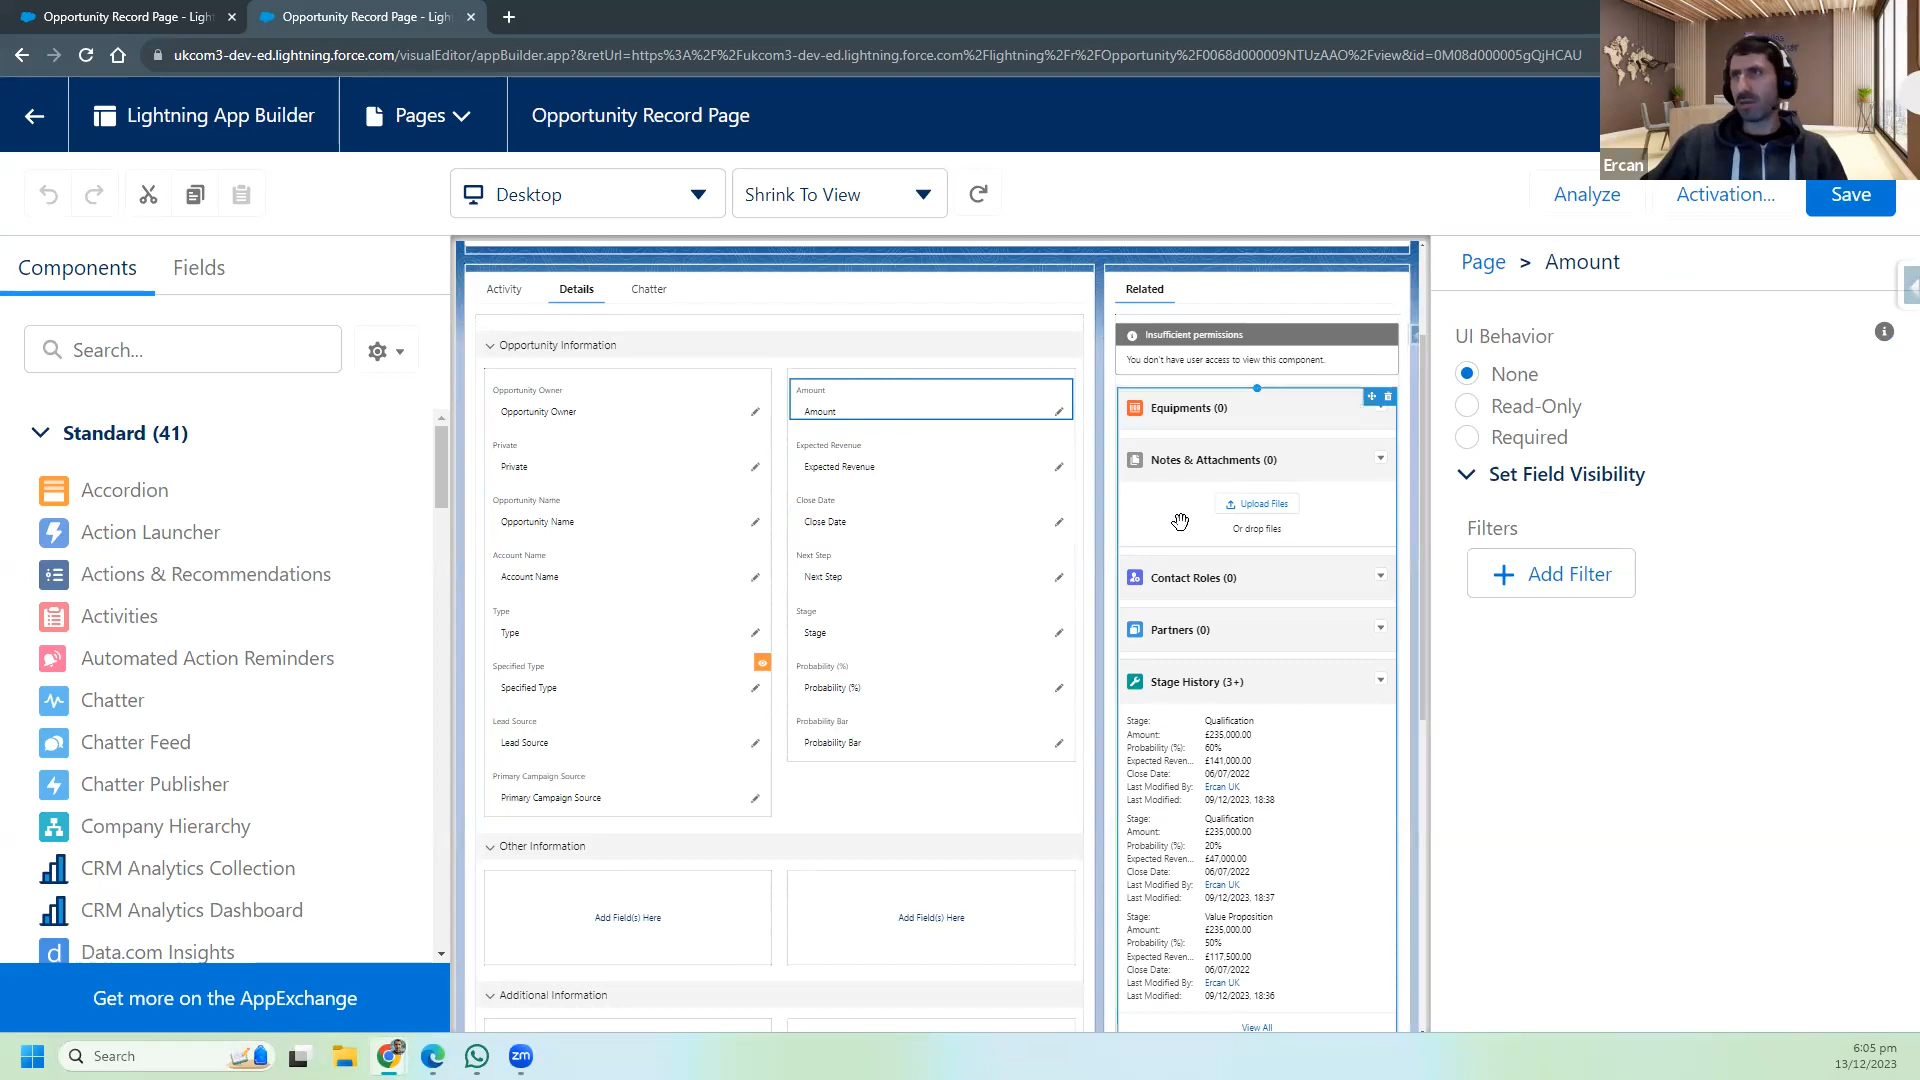 Opportunity Record Page - Ligh
Opportunity Record Page - Ligh
ukcom3-dev-ed.lightning.force.com/visualEditor/appBuilder.app?&retUrl=https%3A%2F%2Fukcom3-dev-ed.lightning.force.com%2Flightning%2Fr%2FOpportunity%2F0068d000009NTUzAAO%2Fview&id=0M08d000005gQjHCAU
Lightning App Builder
Pages
Opportunity Record Page
Ercan
Desktop
Shrink To View
Analyze
Activation...
Save
Components
Fields
Search...
Standard (41)
Accordion
Action Launcher
Actions & Recommendations
Activities
Automated Action Reminders
Chatter
Chatter Feed
Chatter Publisher
Company Hierarchy
CRM Analytics Collection
CRM Analytics Dashboard
Data.com Insights
Get more on the AppExchange
Activity
Details
Chatter
Opportunity Information
Opportunity Owner
Opportunity Owner
Private
Private
Opportunity Name
Opportunity Name
Account Name
Account Name
Type
Type
Specified Type
Specified Type
Lead Source
Lead Source
Primary Campaign Source
Primary Campaign Source
Amount
Amount
Expected Revenue
Expected Revenue
Close Date
Close Date
Next Step
Next Step
Stage
Stage
Probability (%)
Probability (%)
Probability Bar
Probability Bar
Other Information
Add Field(s) Here
Add Field(s) Here
Additional Information
Related
Insufficient permissions
You don't have user access to view this component.
Equipments (0)
Notes & Attachments (0)
Upload Files
Or drop files
Contact Roles (0)
Partners (0)
Stage History (3+)
Stage: Qualification
Amount: £235,000.00
Probability (%): 60%
Expected Reven... £141,000.00
Close Date: 06/07/2022
Last Modified By: Ercan UK
Last Modified: 09/12/2023, 18:38
Stage: Qualification
Amount: £235,000.00
Probability (%): 20%
Expected Reven... £47,000.00
Close Date: 06/07/2022
Last Modified By: Ercan UK
Last Modified: 09/12/2023, 18:37
Stage: Value Proposition
Amount: £235,000.00
Probability (%): 50%
Expected Reven... £117,500.00
Close Date: 06/07/2022
Last Modified By: Ercan UK
Last Modified: 09/12/2023, 18:36
View All
Page > Amount
UI Behavior
None
Read-Only
Required
Set Field Visibility
Filters
Add Filter
Search
zm
6:05 pm
13/12/2023